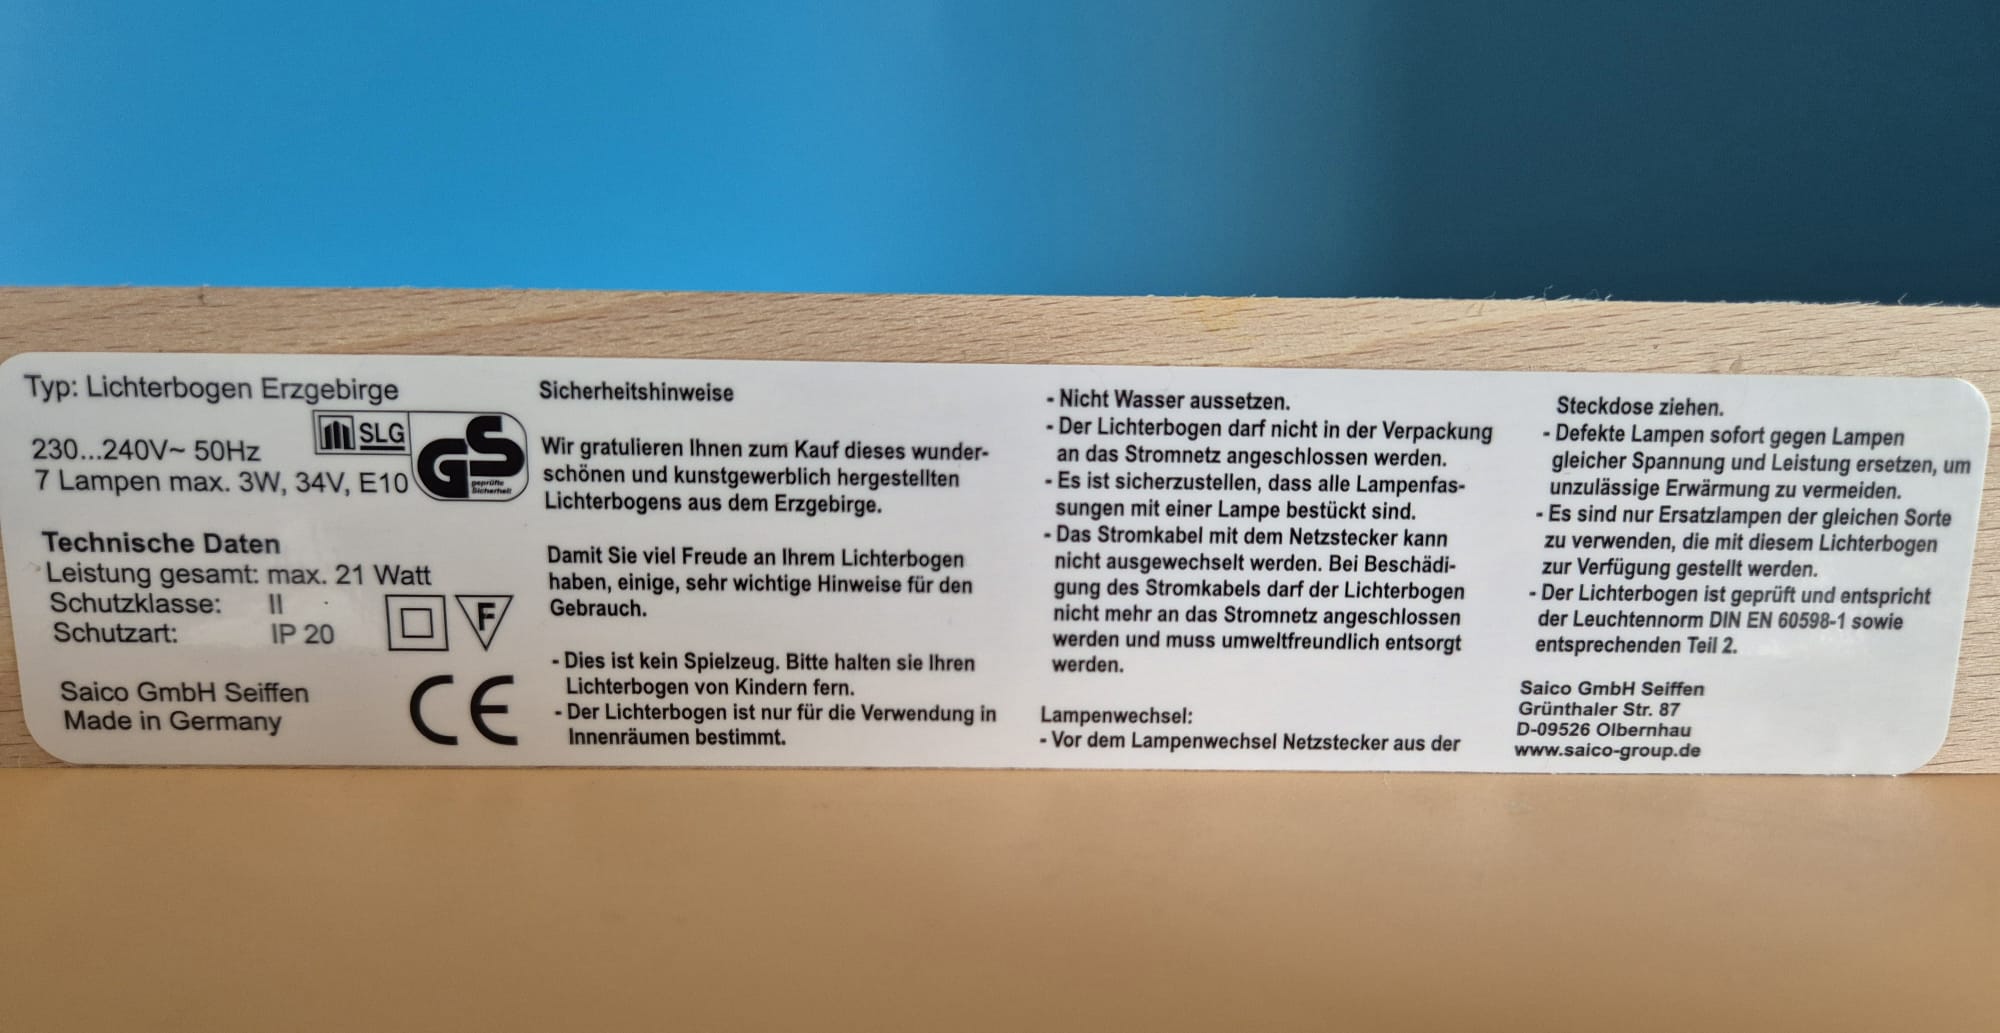 Typ: Lichterbogen Erzgebirge
SLG
GS
geprüfte
Sicherheit
230...240V~ 50Hz
7 Lampen max. 3W, 34V, E10
Technische Daten
Leistung gesamt: max. 21 Watt
Schutzklasse: II
Schutzart: IP 20
F
Saico GmbH Seiffen
Made in Germany
CE
Sicherheitshinweise
Wir gratulieren Ihnen zum Kauf dieses wunder-
schönen und kunstgewerblich hergestellten
Lichterbogens aus dem Erzgebirge.
Damit Sie viel Freude an Ihrem Lichterbogen
haben, einige, sehr wichtige Hinweise für den
Gebrauch.
- Dies ist kein Spielzeug. Bitte halten sie Ihren
Lichterbogen von Kindern fern.
- Der Lichterbogen ist nur für die Verwendung in
Innenräumen bestimmt.
- Nicht Wasser aussetzen.
- Der Lichterbogen darf nicht in der Verpackung
an das Stromnetz angeschlossen werden.
- Es ist sicherzustellen, dass alle Lampenfas-
sungen mit einer Lampe bestückt sind.
- Das Stromkabel mit dem Netzstecker kann
nicht ausgewechselt werden. Bei Beschädi-
gung des Stromkabels darf der Lichterbogen
nicht mehr an das Stromnetz angeschlossen
werden und muss umweltfreundlich entsorgt
werden.
Lampenwechsel:
- Vor dem Lampenwechsel Netzstecker aus der
Steckdose ziehen.
- Defekte Lampen sofort gegen Lampen
gleicher Spannung und Leistung ersetzen, um
unzulässige Erwärmung zu vermeiden.
- Es sind nur Ersatzlampen der gleichen Sorte
zu verwenden, die mit diesem Lichterbogen
zur Verfügung gestellt werden.
- Der Lichterbogen ist geprüft und entspricht
der Leuchtennorm DIN EN 60598-1 sowie
entsprechenden Teil 2.
Saico GmbH Seiffen
Grünthaler Str. 87
D-09526 Olbernhau
www.saico-group.de